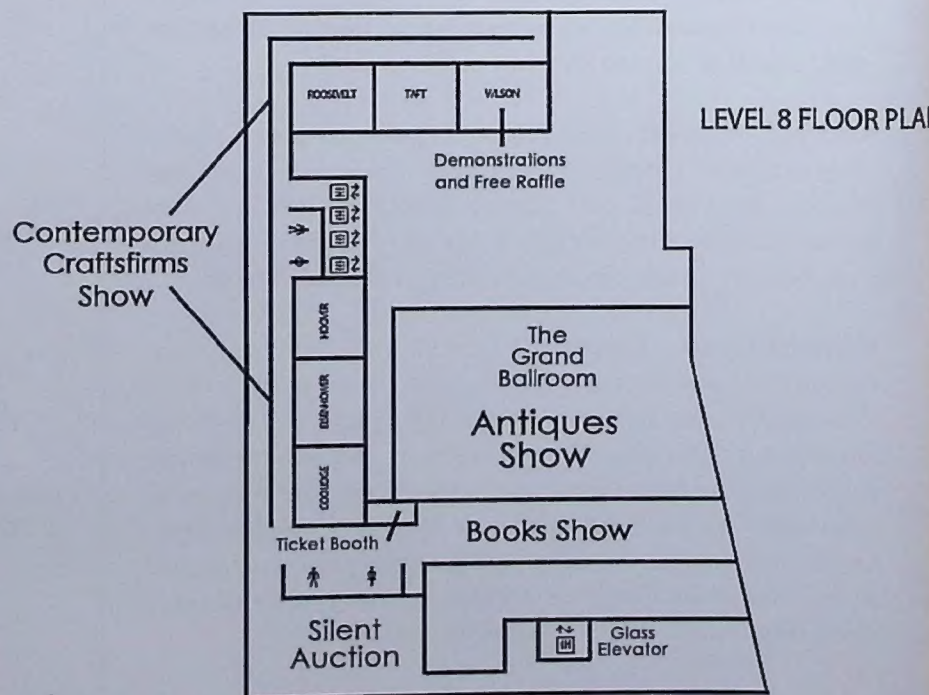 LEVEL 8 FLOOR PLA
ROOSEVELT
TAFT
WILSON
Demonstrations
and Free Raffle
Contemporary
Craftsfirms
Show
HOOVER
EISENHOWER
COOLIDGE
The
Grand
Ballroom
Antiques
Show
Ticket Booth
Books Show
Silent
Auction
Glass
Elevator